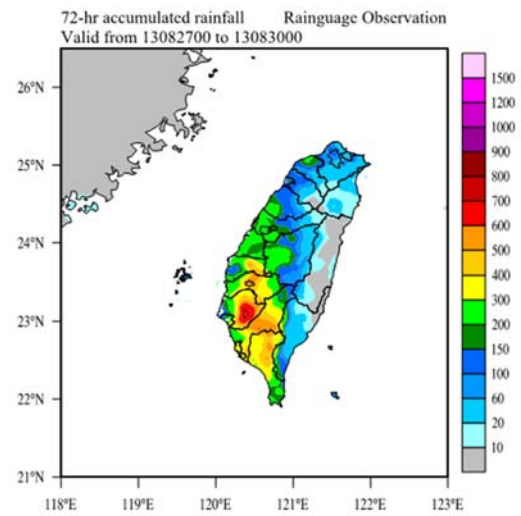 72-hr accumulated rainfall Rainguage Observation
Valid from 13082700 to 13083000
26°N
25°N
24°N
23°N
22°N
21°N
118°E 119°E 120°E 121°E 122°E 123°E
1500
1200
1000
900
800
700
600
500
400
300
200
150
100
60
20
10